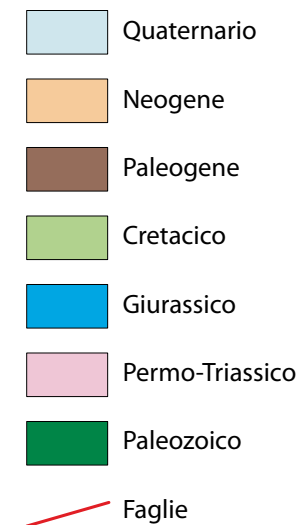 Quaternario
Neogene
Paleogene
Cretacico
Giurassico
Permo-Triassico
Paleozoico
Faglie